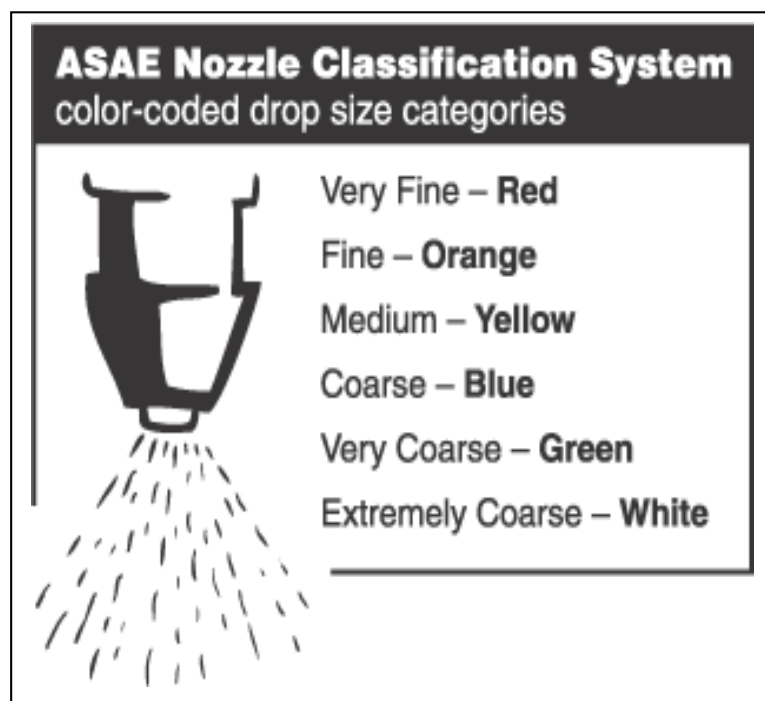 ASAE Nozzle Classification System
color-coded drop size categories
Very Fine – Red
Fine – Orange
Medium – Yellow
Coarse – Blue
Very Coarse – Green
Extremely Coarse – White